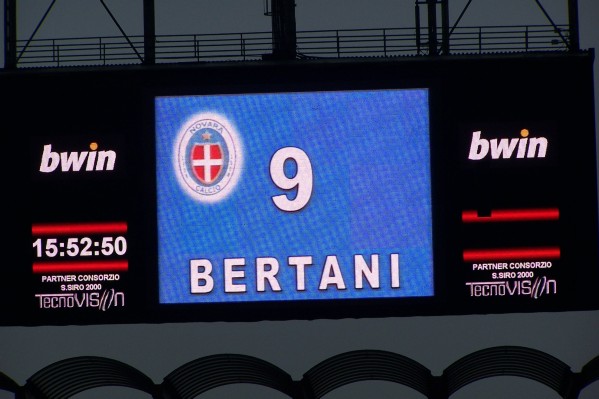 bwin
15:52:50
PARTNER CONSORZIO
S.SIRO 2000
TECNOVISION
NOVARA
CALCIO
9
BERTANI
bwin
PARTNER CONSORZIO
S.SIRO 2000
TECNOVISION